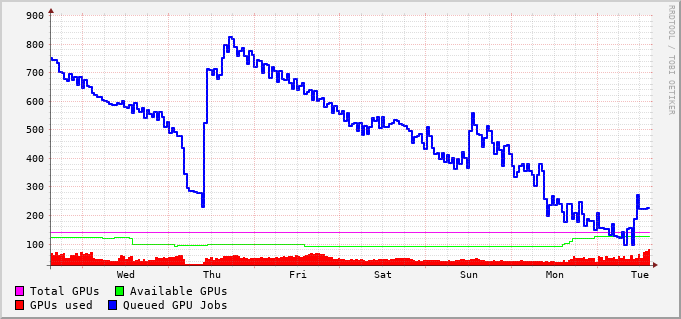 900
800
700
600
500
400
300
200
100
Wed Thu Fri Sat Sun Mon Tue
Total GPUs Available GPUs
GPUs used Queued GPU Jobs
RRDTOOL / TOBI OETIKER